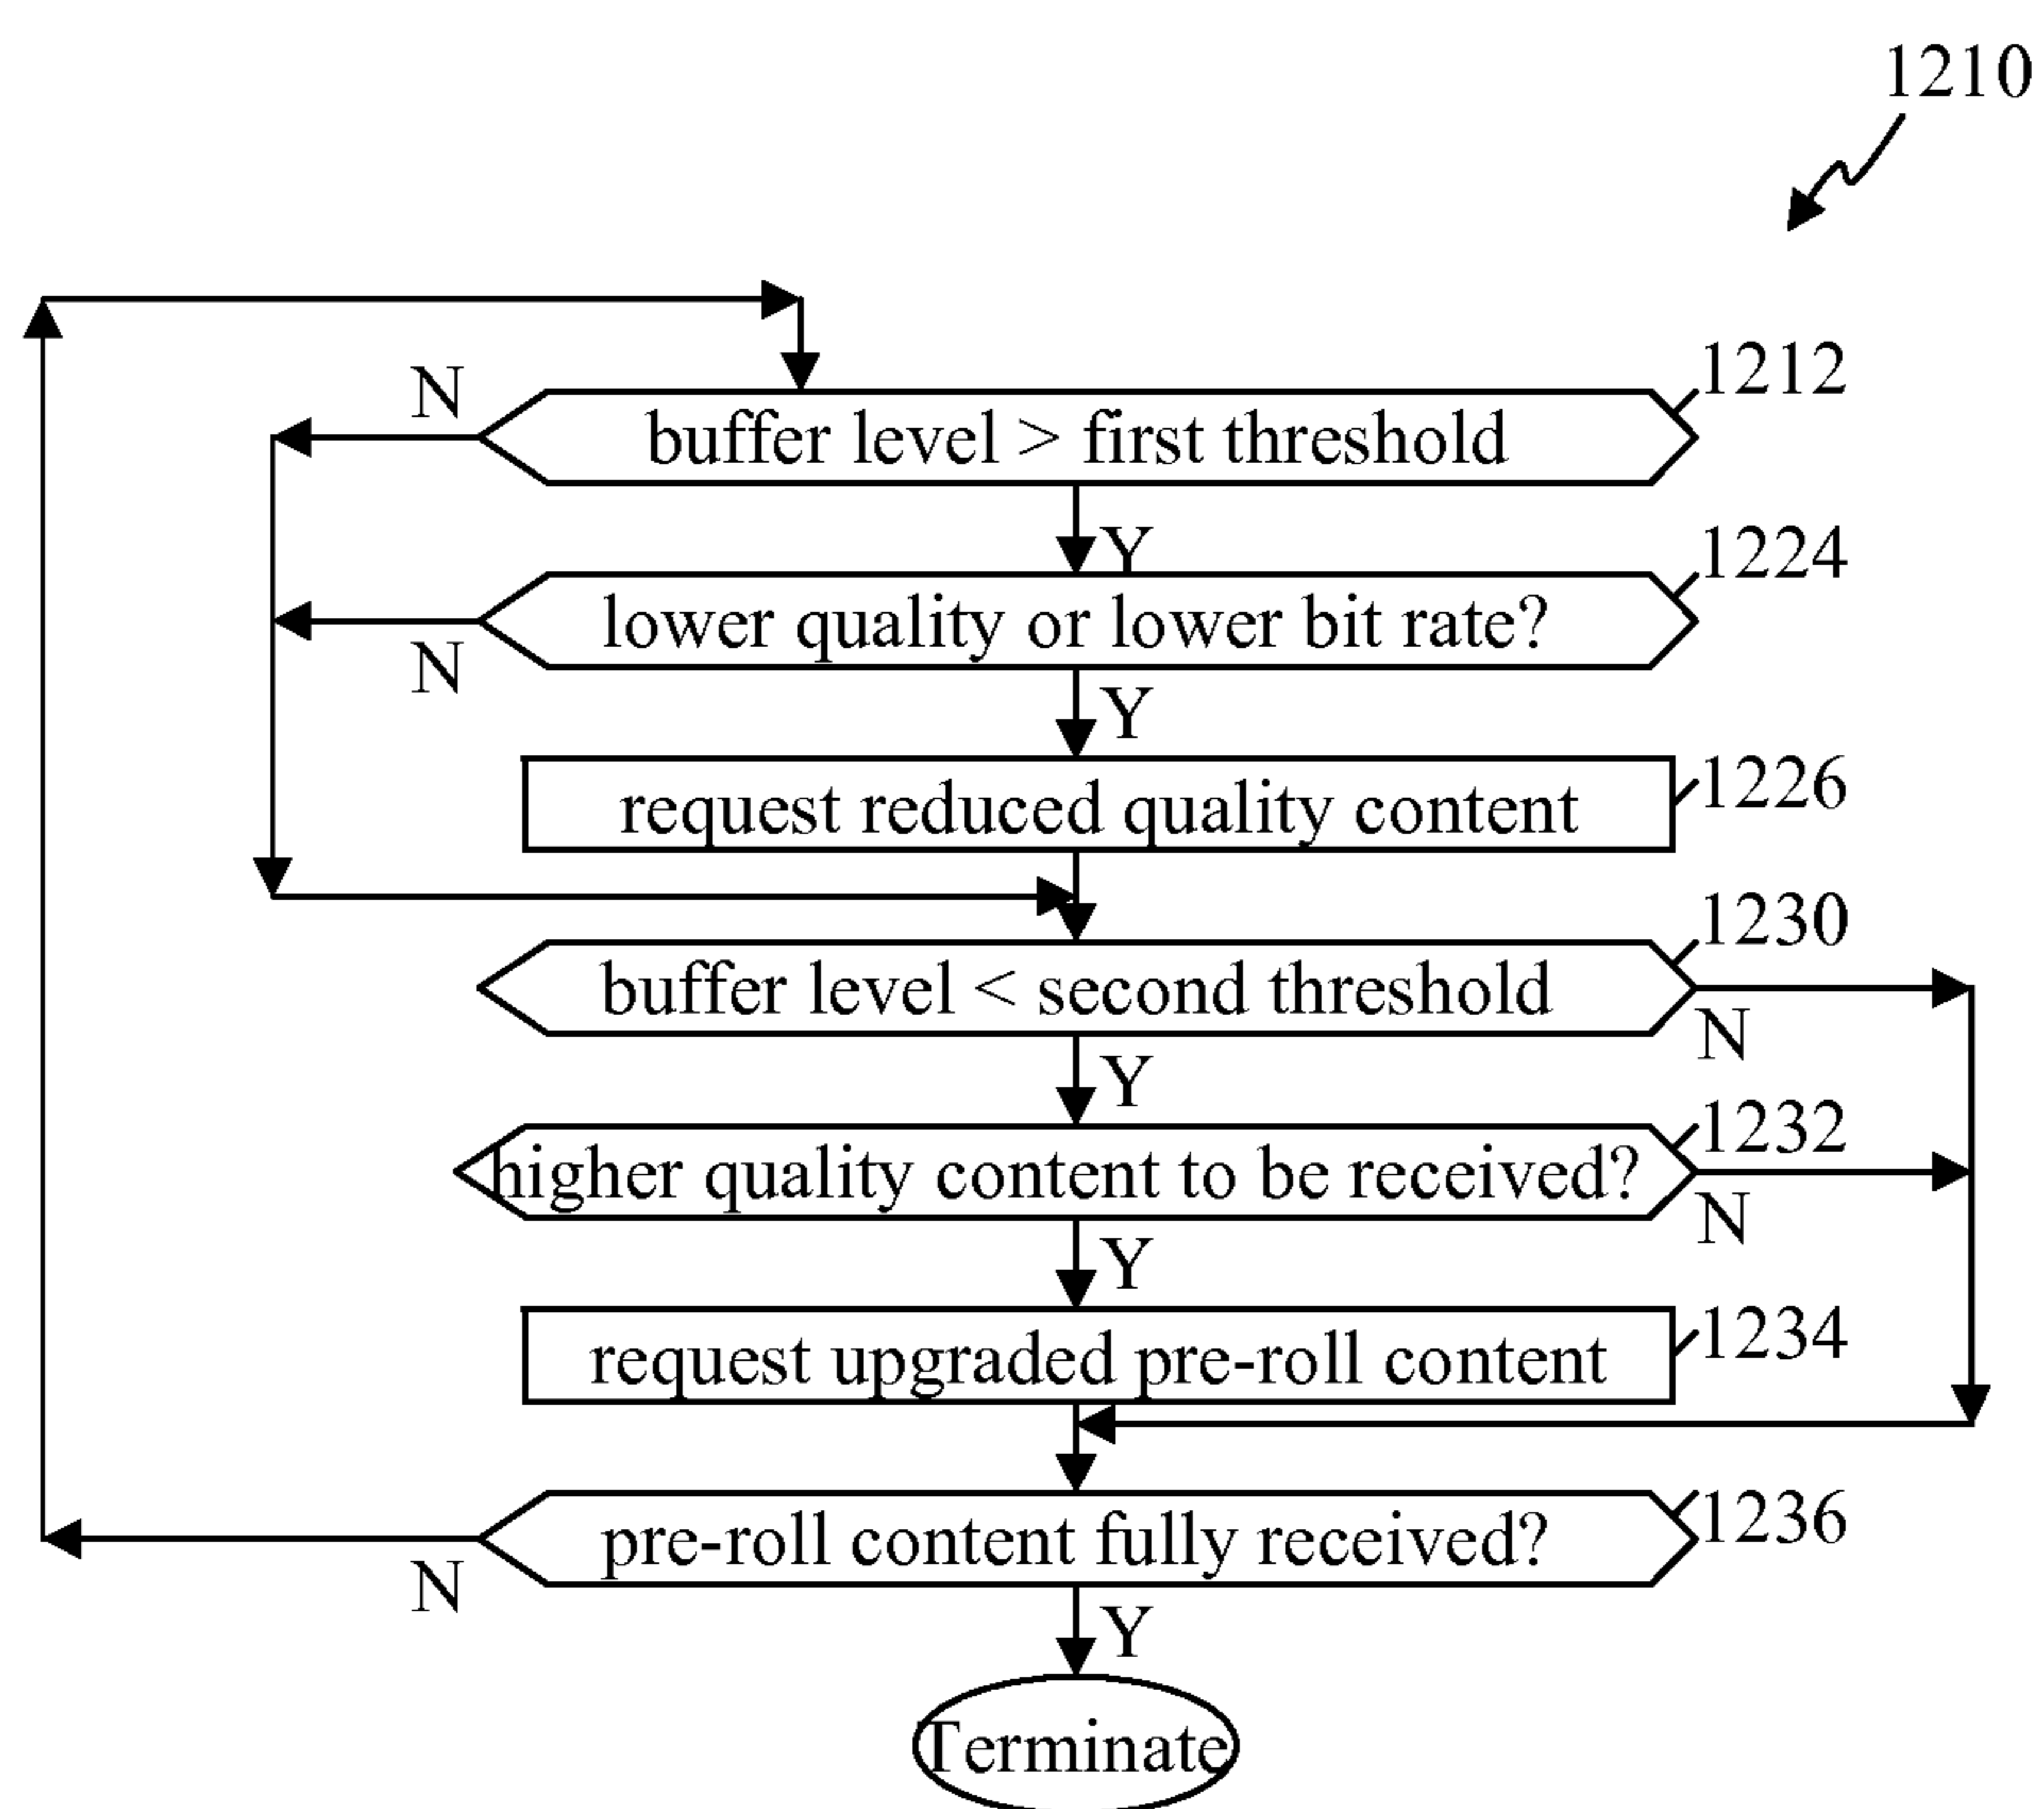 1210
1212
N
buffer level > first threshold
Y
1224
lower quality or lower bit rate?
N
Y
1226
request reduced quality content
1230
buffer level < second threshold
N
Y
1232
higher quality content to be received?
N
Y
1234
request upgraded pre-roll content
1236
pre-roll content fully received?
N
Y
Terminate